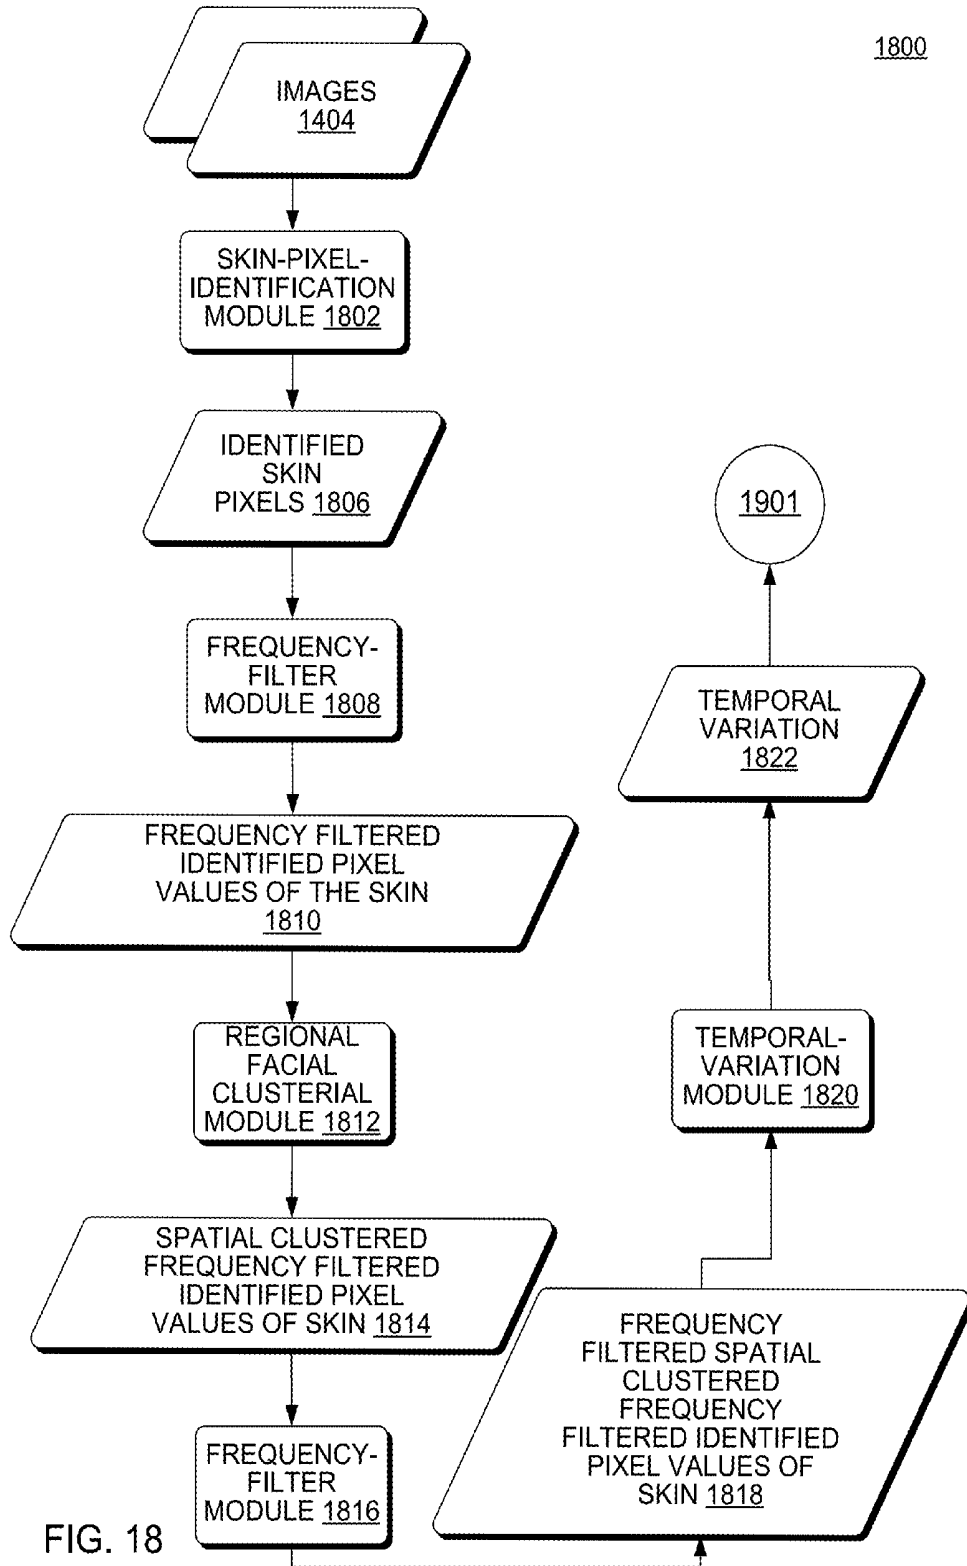 1800
IMAGES
1404
SKIN-PIXEL-
IDENTIFICATION
MODULE 1802
IDENTIFIED
SKIN
PIXELS 1806
FREQUENCY-
FILTER
MODULE 1808
FREQUENCY FILTERED
IDENTIFIED PIXEL
VALUES OF THE SKIN
1810
REGIONAL
FACIAL
CLUSTERIAL
MODULE 1812
SPATIAL CLUSTERED
FREQUENCY FILTERED
IDENTIFIED PIXEL
VALUES OF SKIN 1814
FREQUENCY-
FILTER
MODULE 1816
FREQUENCY
FILTERED SPATIAL
CLUSTERED
FREQUENCY
FILTERED IDENTIFIED
PIXEL VALUES OF
SKIN 1818
TEMPORAL-
VARIATION
MODULE 1820
TEMPORAL
VARIATION
1822
1901
FIG. 18